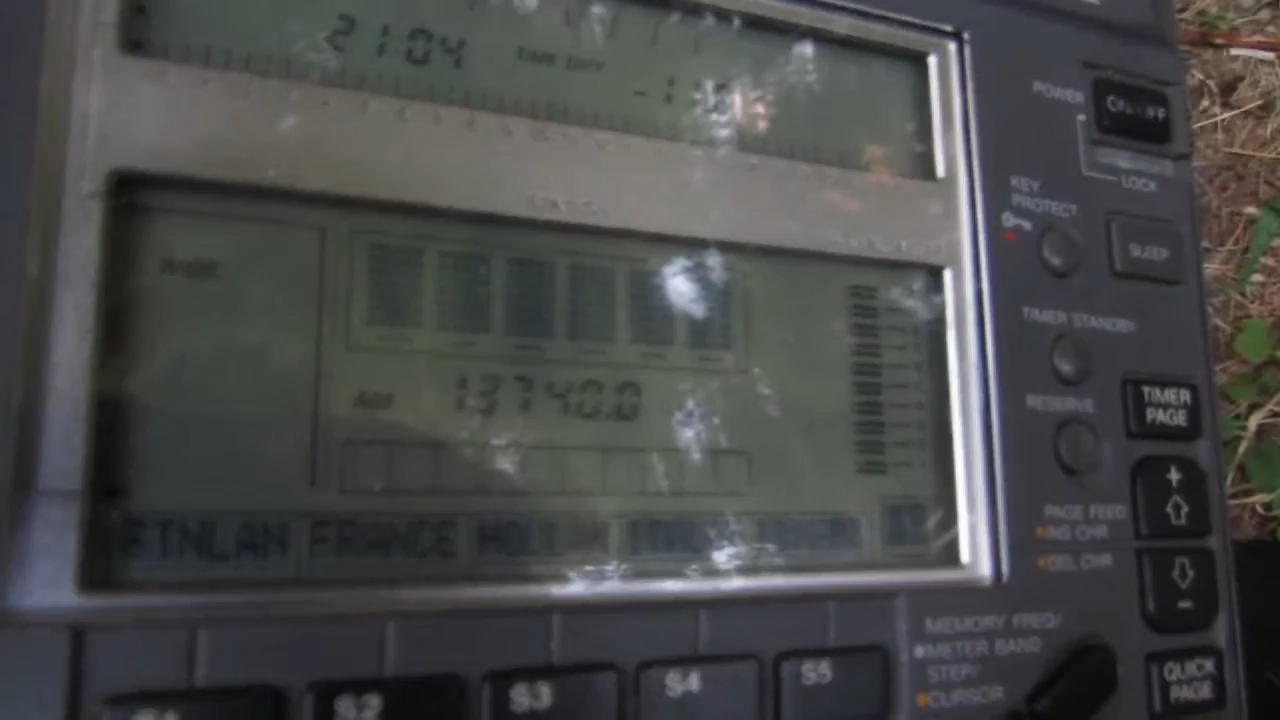 21:04 TIME DIFF
POWER
ON/OFF
LOCK
KEY
PROTECT
SLEEP
TIMER STANDBY
WIDE
AM 13740.0
RESERVE
TIMER
PAGE
FINLAN FRANCE
PAGE FEED
INS CHR
DEL CHR
MEMORY FREQ/
METER BAND
STEP/
CURSOR
QUICK
PAGE
S1 S2 S3 S4 S5